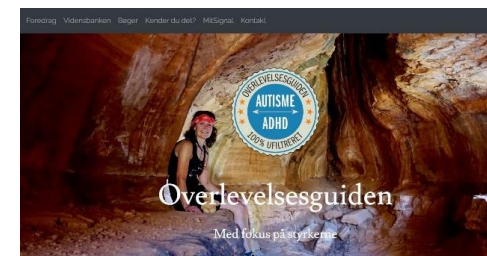 Foredrag Vidensbanken Bøger Kender du det? MitSignal Kontakt
OVERLEVELSESGUIDEN
AUTISME
ADHD
100% UFILTRERET
Overlevelsesguiden
Med fokus på styrkerne